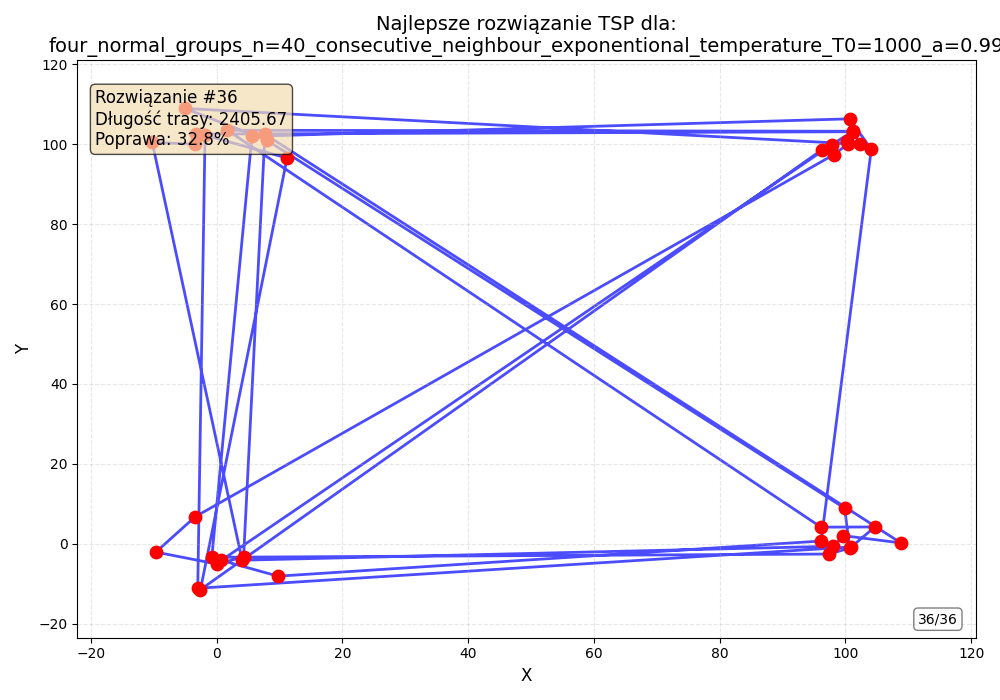 Najlepsze rozwiązanie TSP dla:
four_normal_groups_n=40_consecutive_neighbour_exponential_temperature_T0=1000_a=0.99
Rozwiązanie #36
Długość trasy: 2405.67
Poprawa: 32.8%
120
100
80
60
40
20
0
−20
Y
36/36
−20
0
20
40
60
80
100
120
X